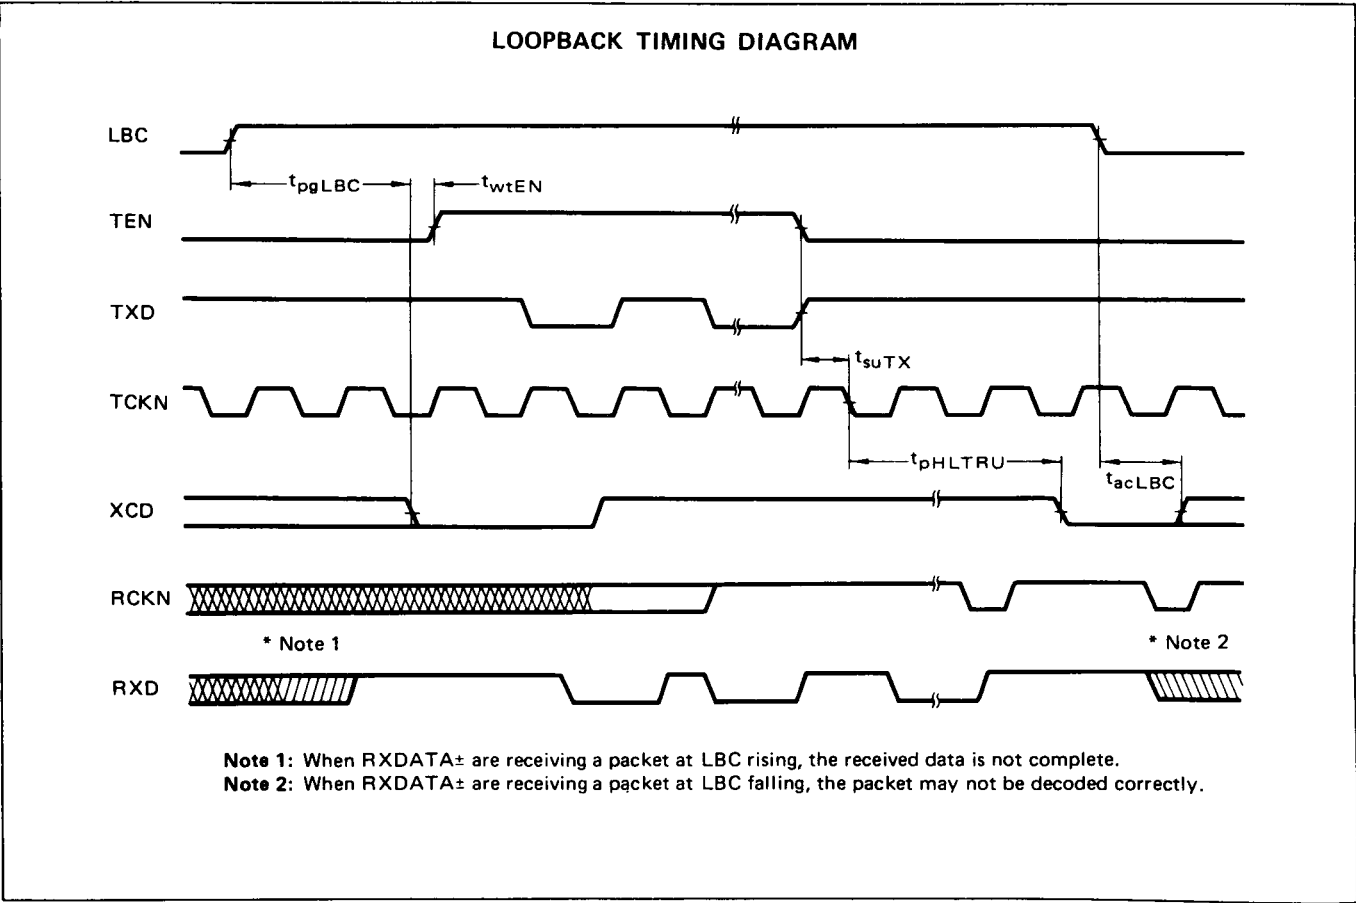 LOOPBACK TIMING DIAGRAM
LBC
tpgLBC
twtEN
TEN
TXD
tsuTX
TCKN
tpHLTRU
tacLBC
XCD
RCKN
* Note 1
* Note 2
RXD
Note 1: When RXDATA± are receiving a packet at LBC rising, the received data is not complete.
Note 2: When RXDATA± are receiving a packet at LBC falling, the packet may not be decoded correctly.